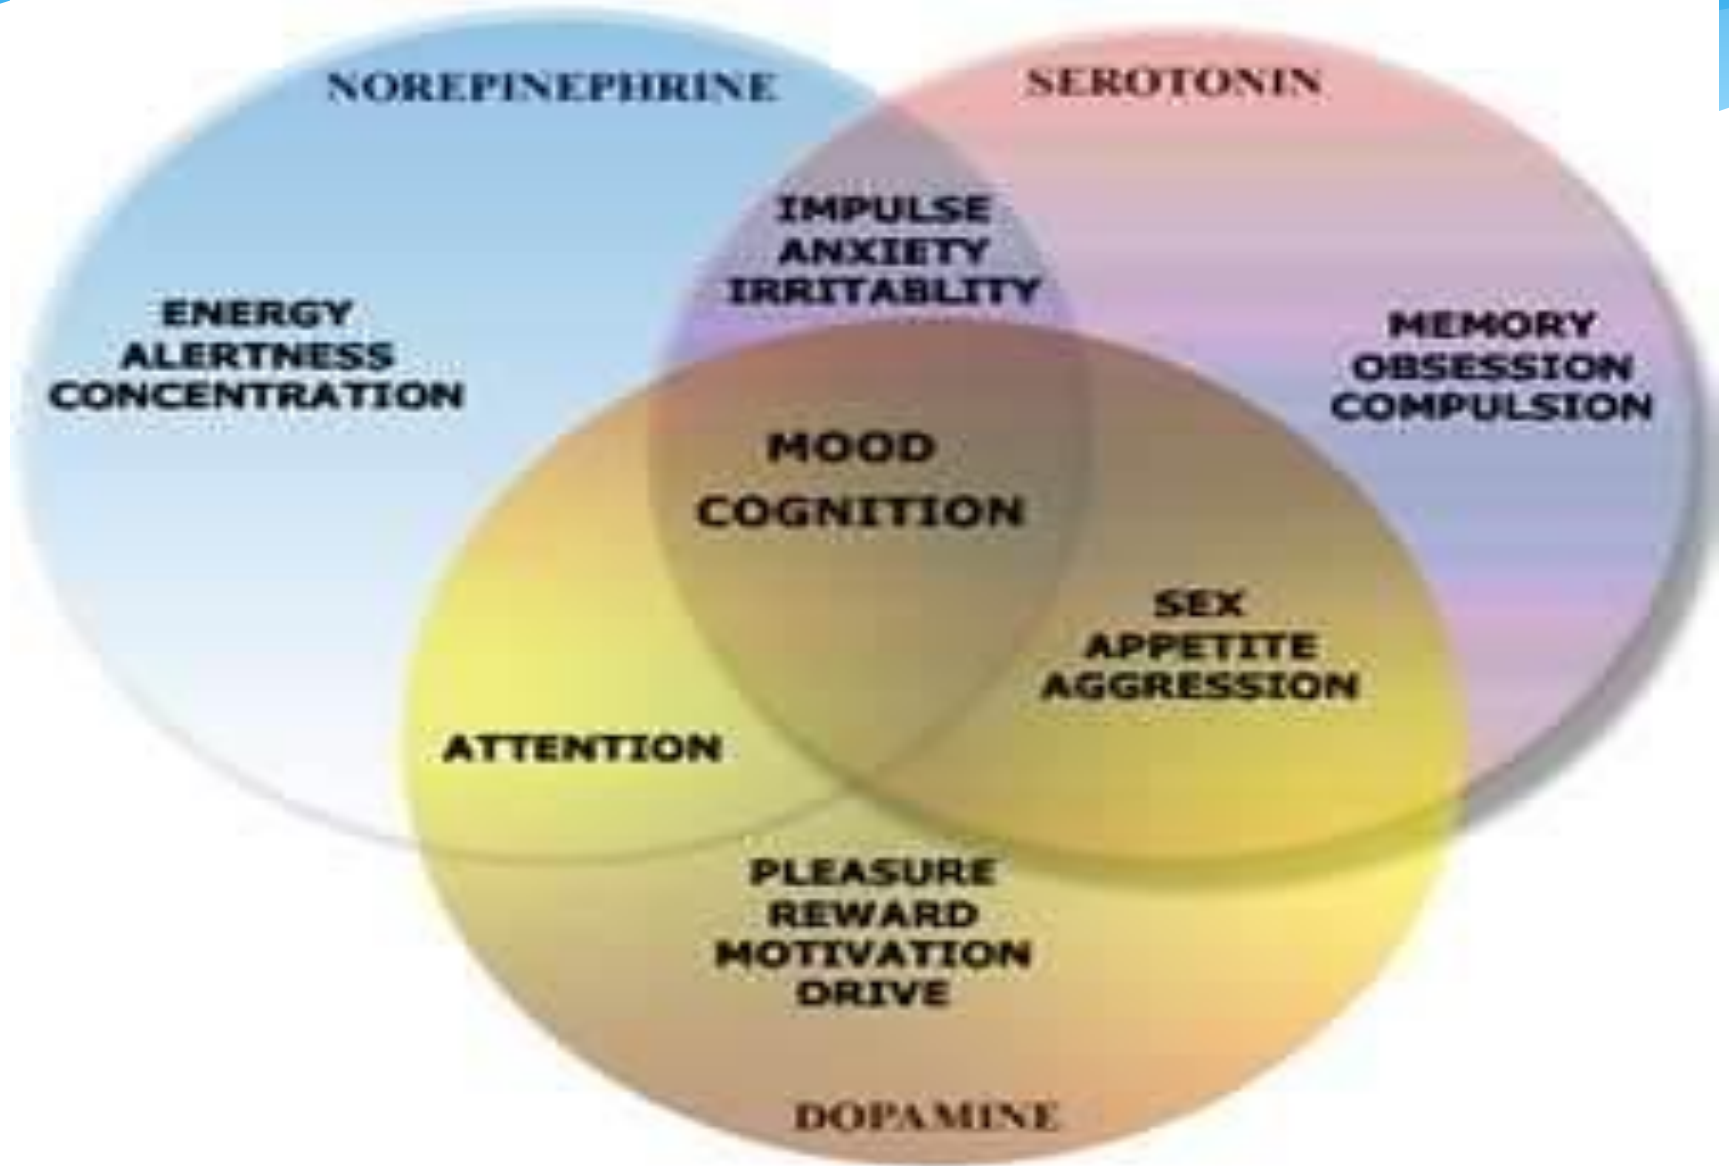 NOREPINEPHRINE
SEROTONIN
IMPULSE
ANXIETY
IRRITABLITY
ENERGY
ALERTNESS
CONCENTRATION
MEMORY
OBSESSION
COMPULSION
MOOD
COGNITION
SEX
APPETITE
AGGRESSION
ATTENTION
PLEASURE
REWARD
MOTIVATION
DRIVE
DOPAMINE